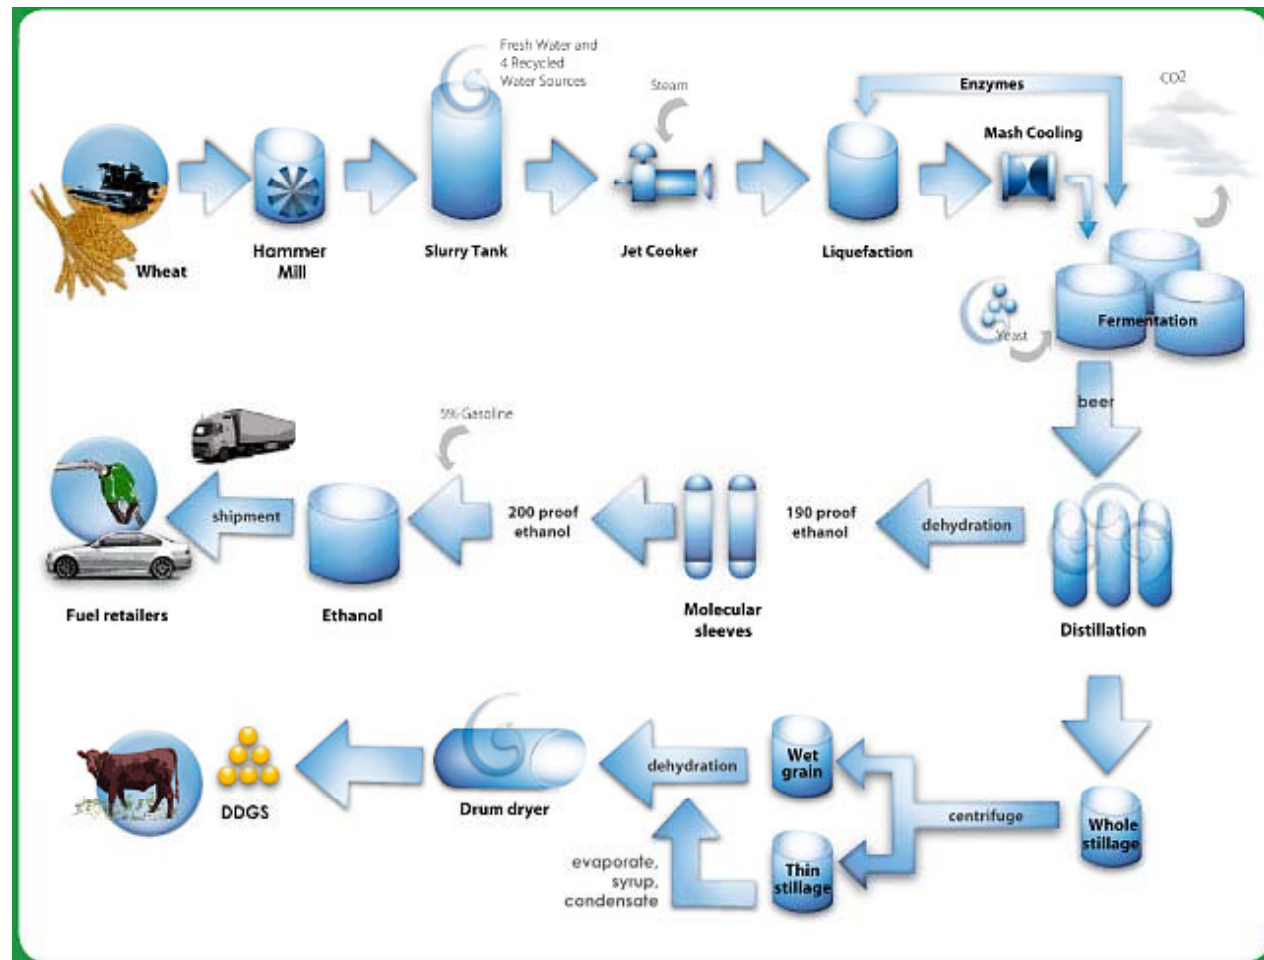 Fresh Water and
4 Recycled
Water Sources
Steam
Enzymes
CO2
Mash Cooling
Wheat
Hammer
Mill
Slurry Tank
Jet Cooker
Liquefaction
Yeast
Fermentation
beer
5% Gasoline
shipment
200 proof
ethanol
190 proof
ethanol
dehydration
Fuel retailers
Ethanol
Molecular
sleeves
Distillation
DDGS
Drum dryer
dehydration
Wet
grain
centrifuge
Whole
stillage
evaporate,
syrup,
condensate
Thin
stillage